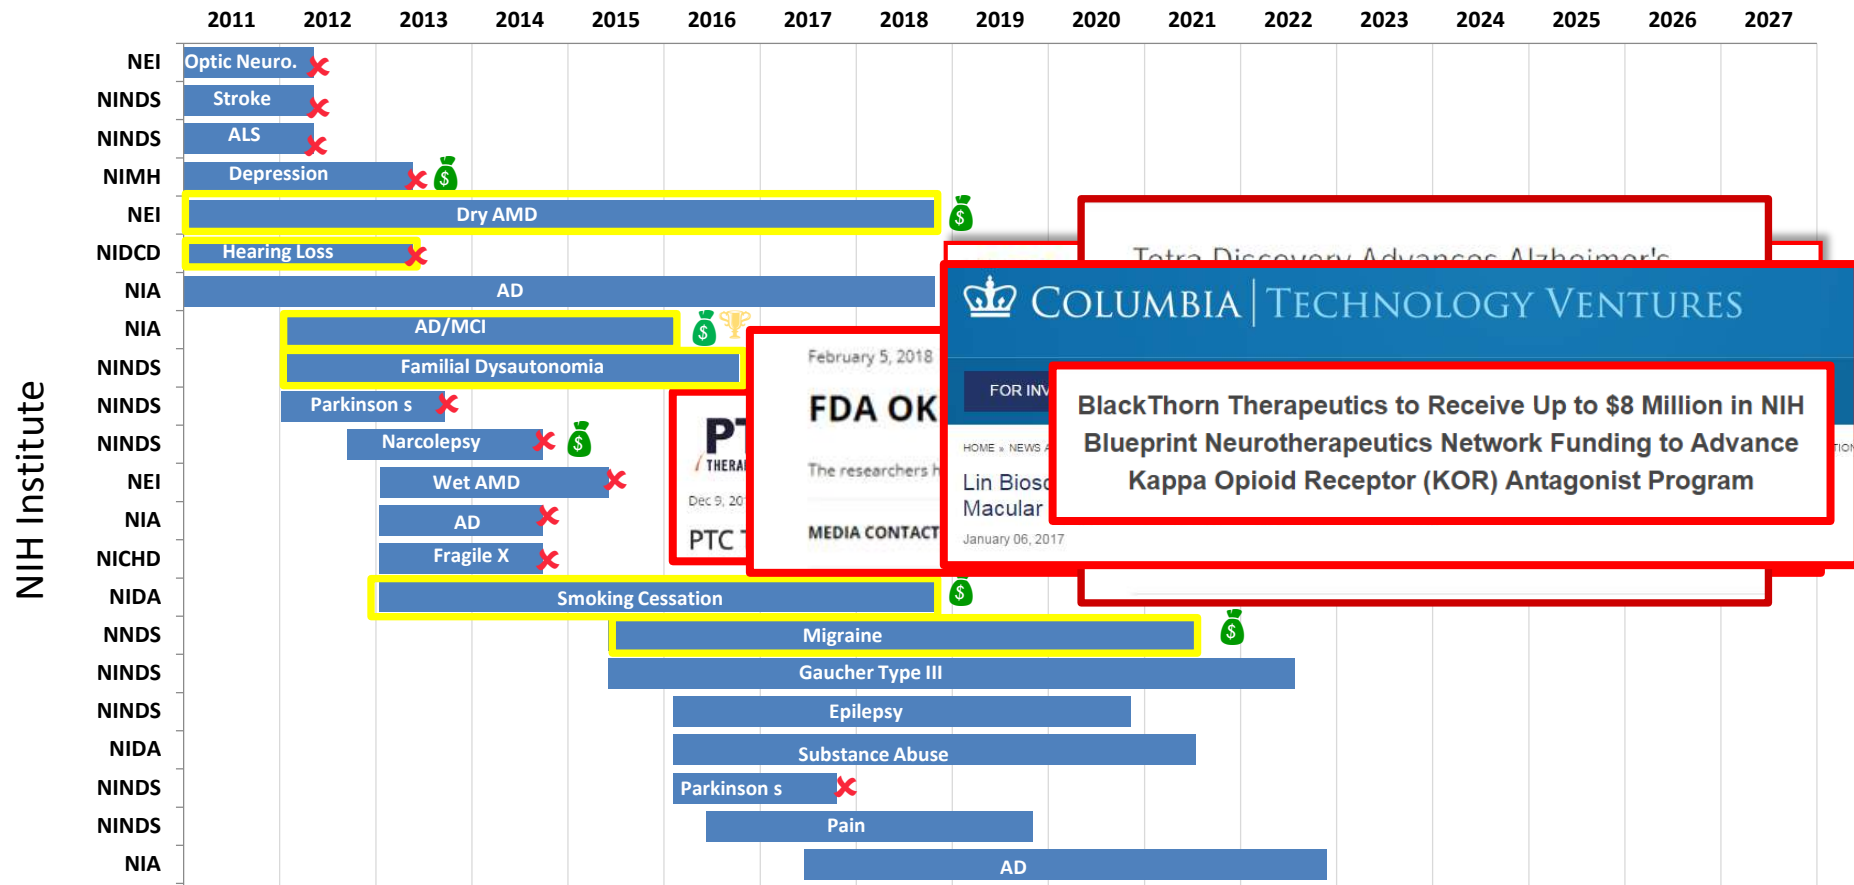 2011 2012 2013 2014 2015 2016 2017 2018 2019 2020 2021 2022 2023 2024 2025 2026 2027
NIH Institute
NEI Optic Neuro.
NINDS Stroke
NINDS ALS
NIMH Depression $
NEI Dry AMD $
NIDCD Hearing Loss
NIA AD
NIA AD/MCI $
NINDS Familial Dysautonomia
NINDS Parkinson s
NINDS Narcolepsy $
NEI Wet AMD
NIA AD
NICHD Fragile X
NIDA Smoking Cessation $
NNDS Migraine $
NINDS Gaucher Type III
NINDS Epilepsy
NIDA Substance Abuse
NINDS Parkinson s
NINDS Pain
NIA AD
Tetra Discovery Advances Alzheimer's
COLUMBIA | TECHNOLOGY VENTURES
FOR INV
HOME » NEWS A
Lin Biosc
Macular
January 06, 2017
BlackThorn Therapeutics to Receive Up to $8 Million in NIH
Blueprint Neurotherapeutics Network Funding to Advance
Kappa Opioid Receptor (KOR) Antagonist Program
February 5, 2018
FDA OK
The researchers h
MEDIA CONTACT
PT
THERA
Dec 9, 20
PTC